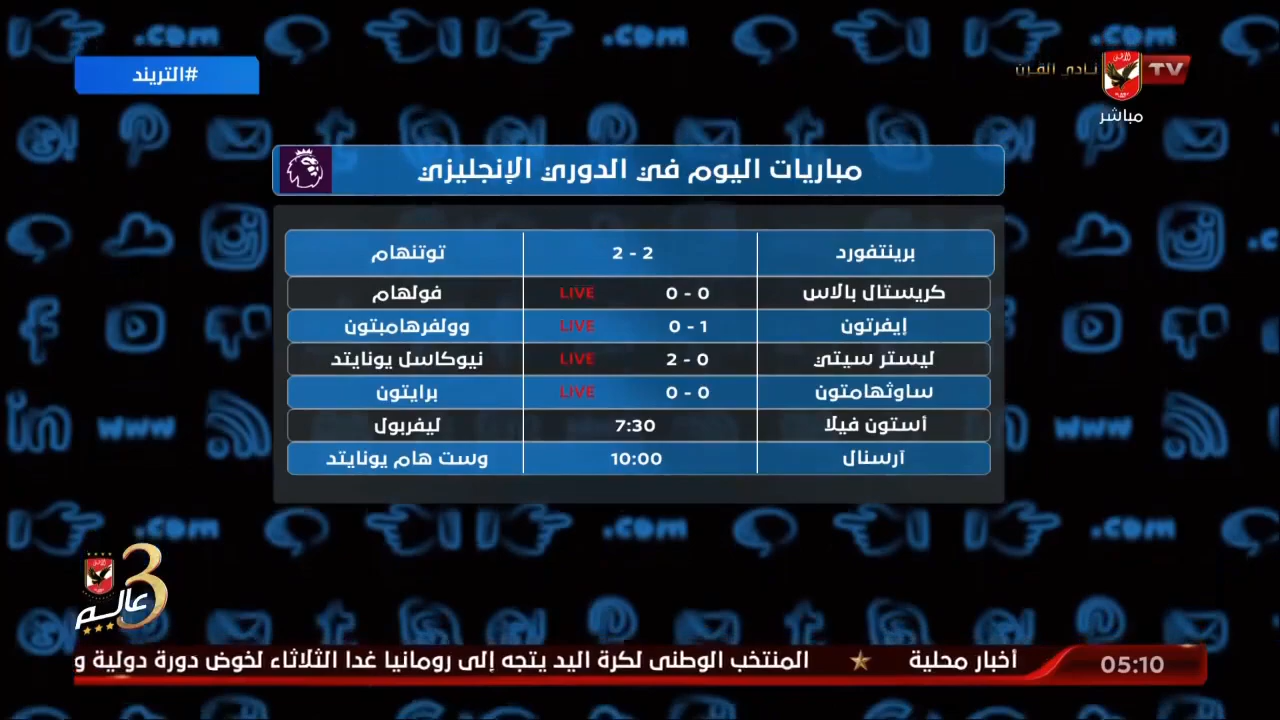 #التريند
نادي القرن TV
مباشر
مباريات اليوم في الدوري الإنجليزي
برينتفورد 2 - 2 توتنهام
كريستال بالاس 0 - 0 LIVE فولهام
إيفرتون 0 - 1 LIVE وولفرهامبتون
ليستر سيتي 2 - 0 LIVE نيوكاسل يونايتد
ساوثهامتون 0 - 0 LIVE برايتون
أستون فيلا 7:30 ليفربول
آرسنال 10:00 وست هام يونايتد
3 عالم
05:10 أخبار محلية المنتخب الوطنى لكرة اليد يتجه إلى رومانيا غدا الثلاثاء لخوض دورة دولية و